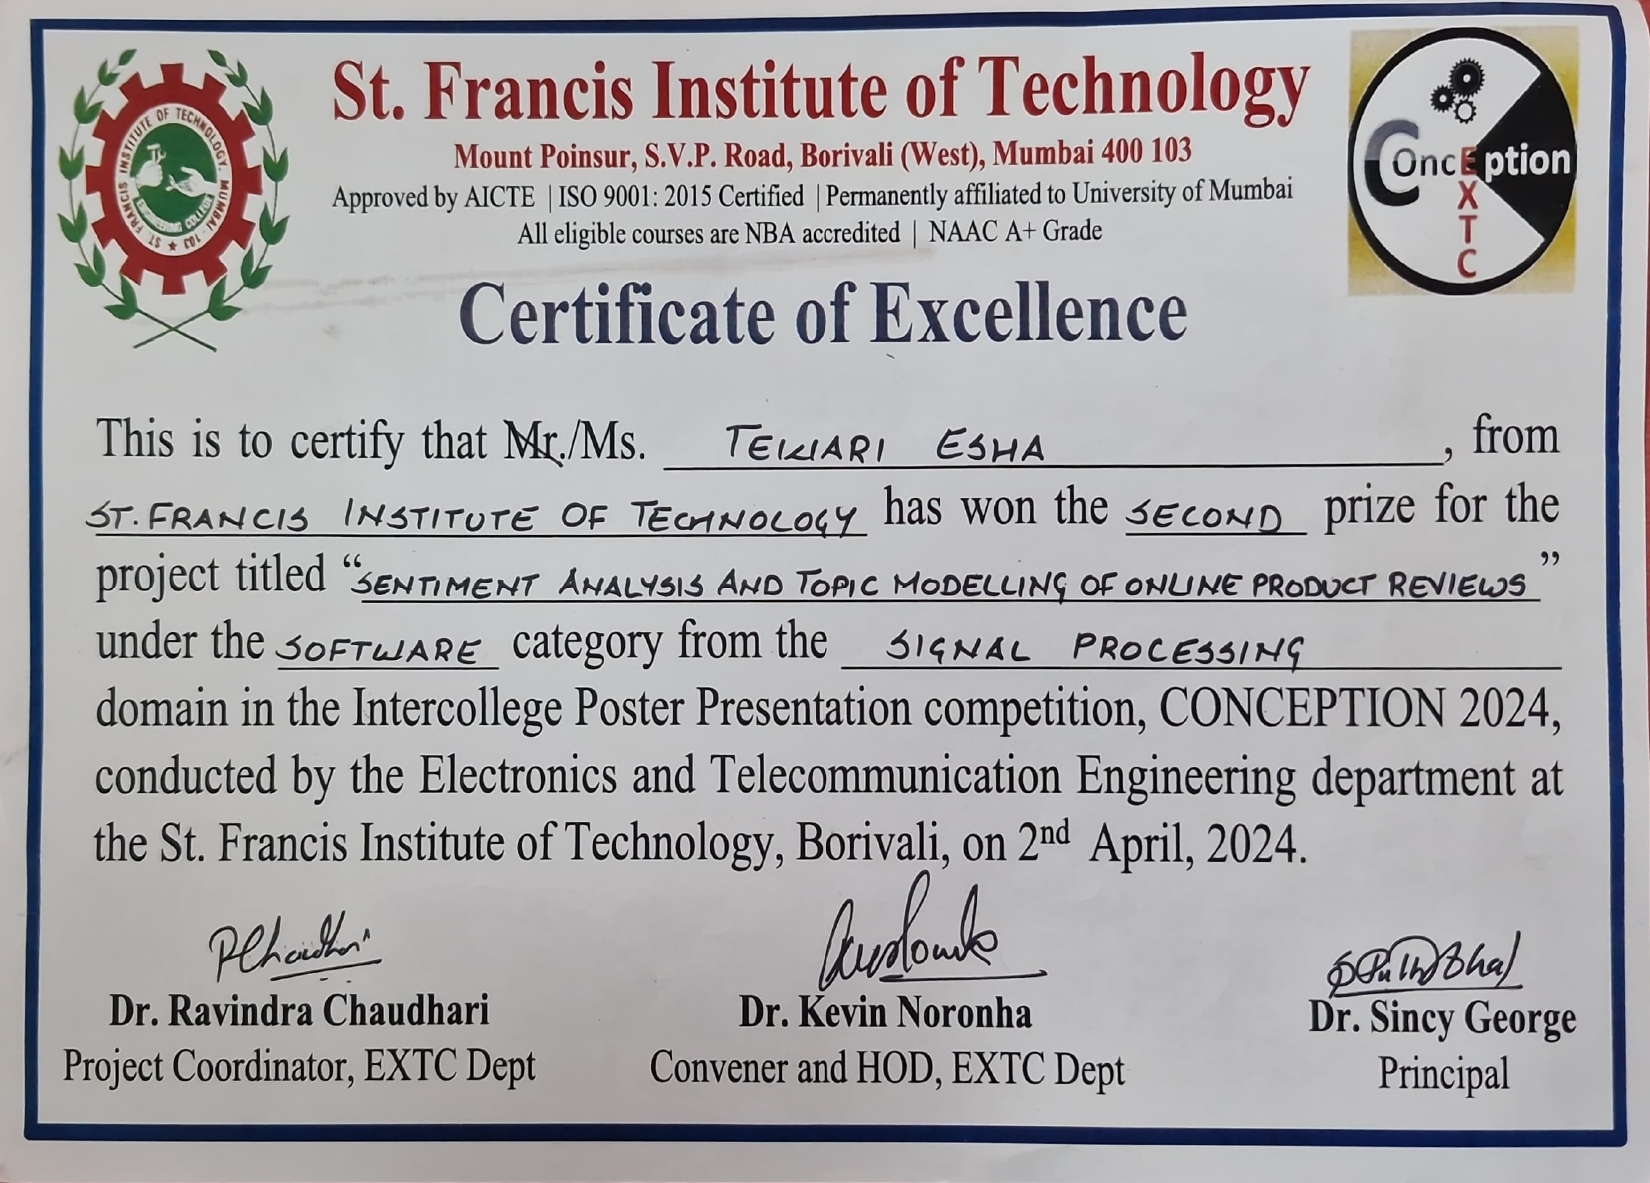 St. Francis Institute of Technology
Mount Poinsur, S.V.P. Road, Borivali (West), Mumbai 400 103
Approved by AICTE | ISO 9001: 2015 Certified | Permanently affiliated to University of Mumbai
All eligible courses are NBA accredited | NAAC A+ Grade
ST. FRANCIS INSTITUTE OF TECHNOLOGY, MUMBAI - 103
ENGINEERING COLLEGE
ConcEption
EXTC
Certificate of Excellence
This is to certify that Mr./Ms. TEWARI ESHA, from
ST. FRANCIS INSTITUTE OF TECHNOLOGY has won the SECOND prize for the
project titled “SENTIMENT ANALYSIS AND TOPIC MODELLING OF ONLINE PRODUCT REVIEWS”
under the SOFTWARE category from the SIGNAL PROCESSING
domain in the Intercollege Poster Presentation competition, CONCEPTION 2024,
conducted by the Electronics and Telecommunication Engineering department at
the St. Francis Institute of Technology, Borivali, on 2nd April, 2024.
Dr. Ravindra Chaudhari
Project Coordinator, EXTC Dept
Dr. Kevin Noronha
Convener and HOD, EXTC Dept
Dr. Sincy George
Principal